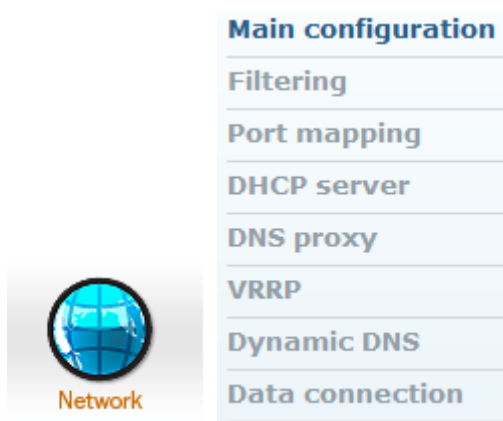 Main configuration
Filtering
Port mapping
DHCP server
DNS proxy
VRRP
Dynamic DNS
Data connection
Network